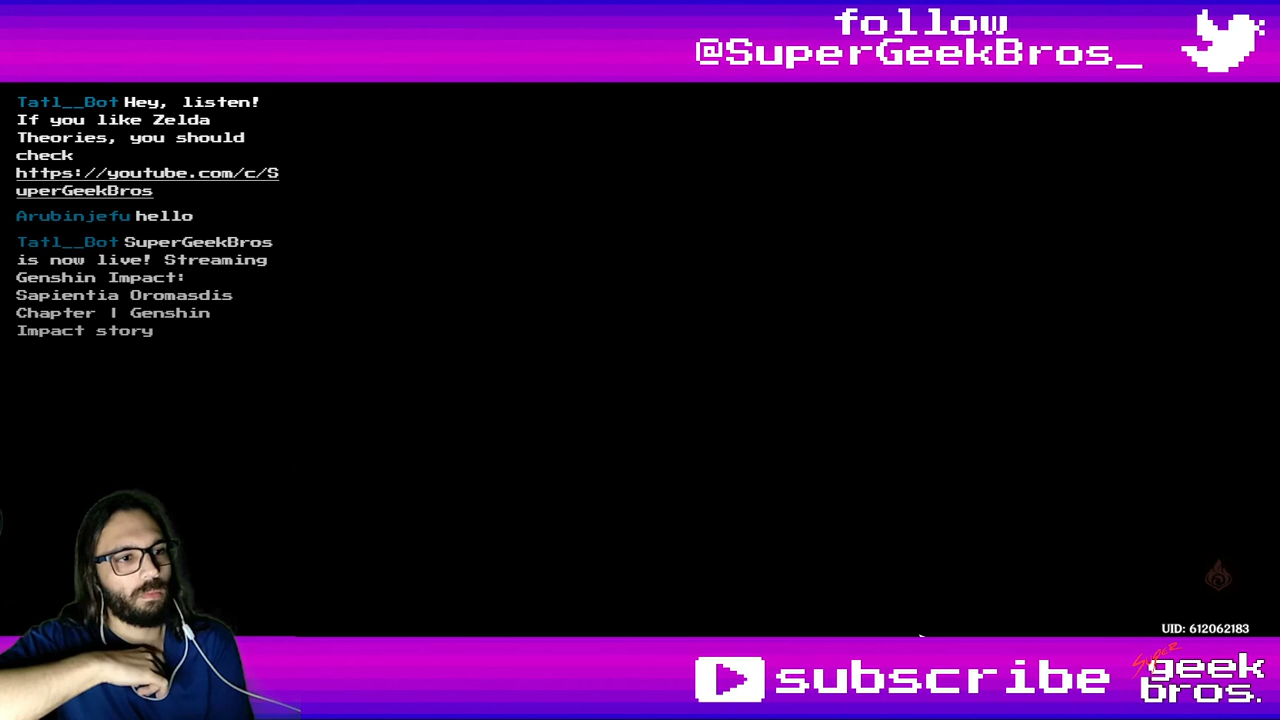 follow
@SuperGeekBros_
Tatl__Bot Hey, listen!
If you like Zelda
Theories, you should
check
https://youtube.com/c/S
uperGeekBros
Arubinjefu hello
Tatl__Bot SuperGeekBros
is now live! Streaming
Genshin Impact:
Sapientia Oromasdis
Chapter | Genshin
Impact story
UID: 612062183
subscribe
super
geek
bros.